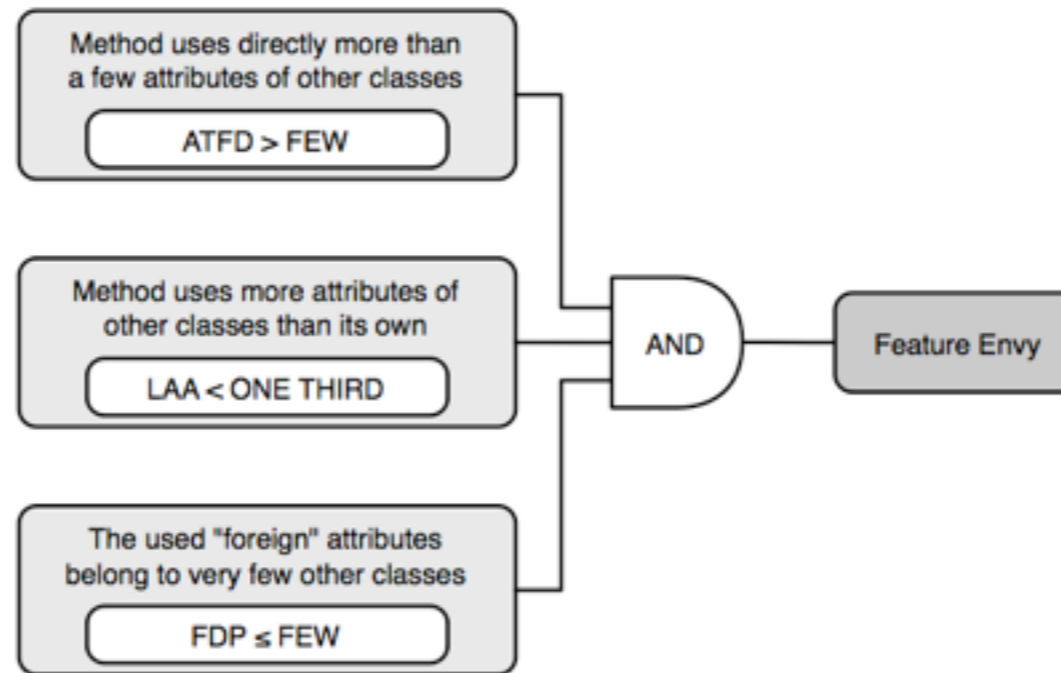 Method uses directly more than
a few attributes of other classes
ATFD > FEW
Method uses more attributes of
other classes than its own
LAA < ONE THIRD
AND
Feature Envy
The used "foreign" attributes
belong to very few other classes
FDP ≤ FEW